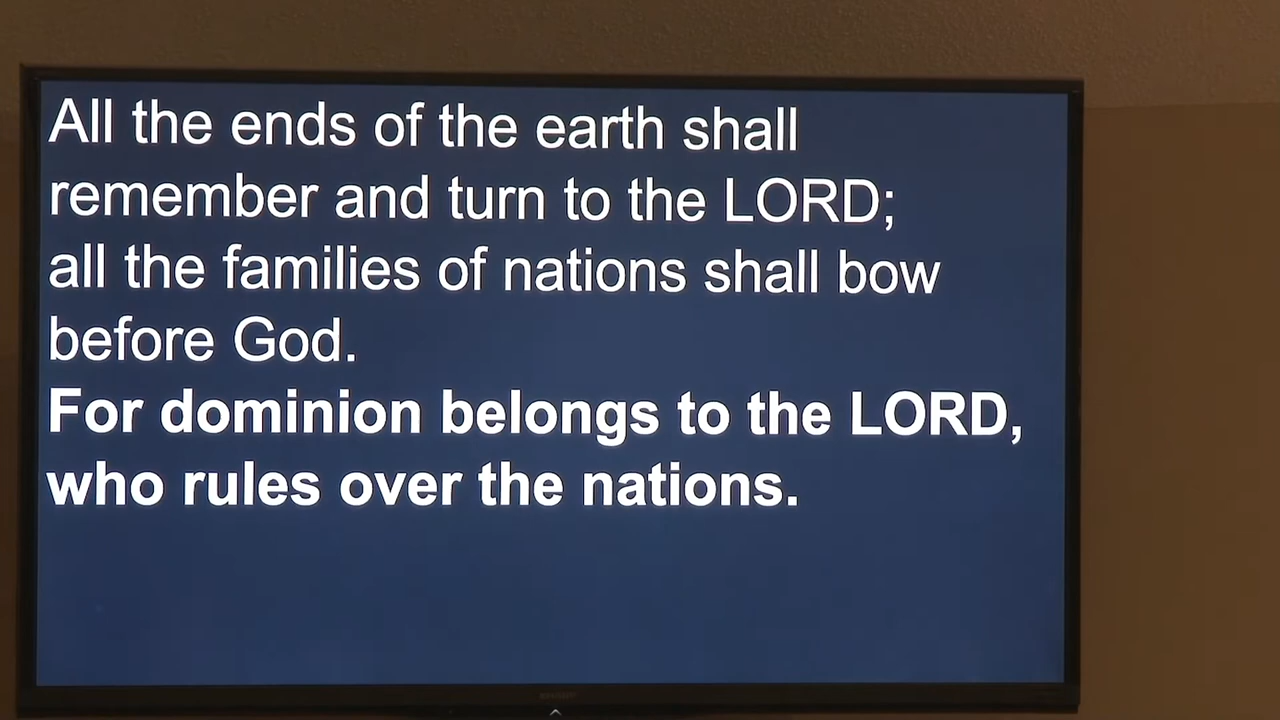 All the ends of the earth shall
remember and turn to the LORD;
all the families of nations shall bow
before God.
For dominion belongs to the LORD,
who rules over the nations.